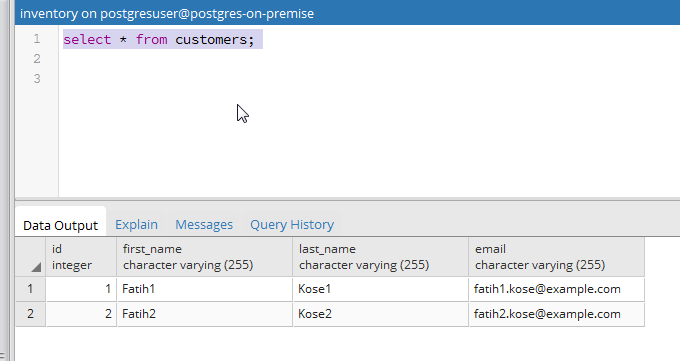 inventory on postgresuser@postgres-on-premise
1 select * from customers;
2
3
Data Output Explain Messages Query History
id first_name last_name email
integer character varying (255) character varying (255) character varying (255)
1 1 Fatih1 Kose1 fatih1.kose@example.com
2 2 Fatih2 Kose2 fatih2.kose@example.com